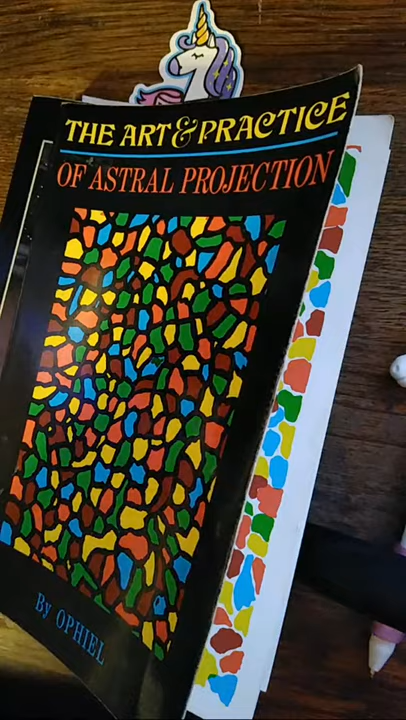 THE ART & PRACTICE
OF ASTRAL PROJECTION
By OPHIEL